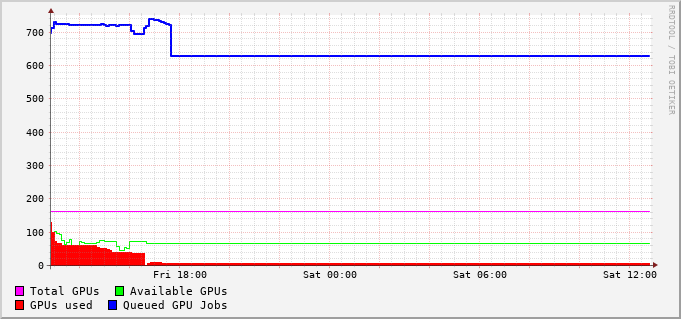 RRDTOOL / TOBI OETIKER
700
600
500
400
300
200
100
0
Fri 18:00 Sat 00:00 Sat 06:00 Sat 12:00
Total GPUs Available GPUs
GPUs used Queued GPU Jobs